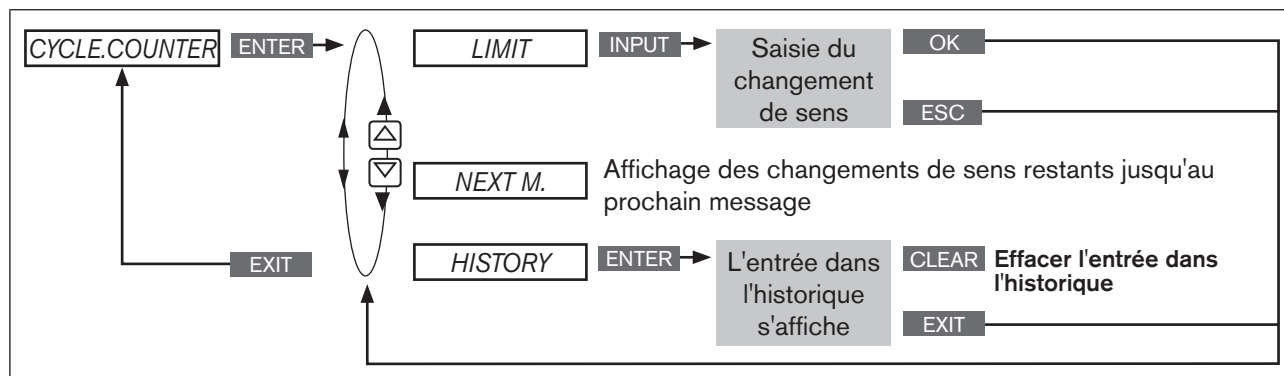 CYCLE.COUNTER ENTER LIMIT INPUT Saisie du OK
changement
de sens ESC
NEXT M. Affichage des changements de sens restants jusqu'au
prochain message
EXIT HISTORY ENTER L'entrée dans CLEAR Effacer l'entrée dans
l'historique l'historique
s'affiche EXIT